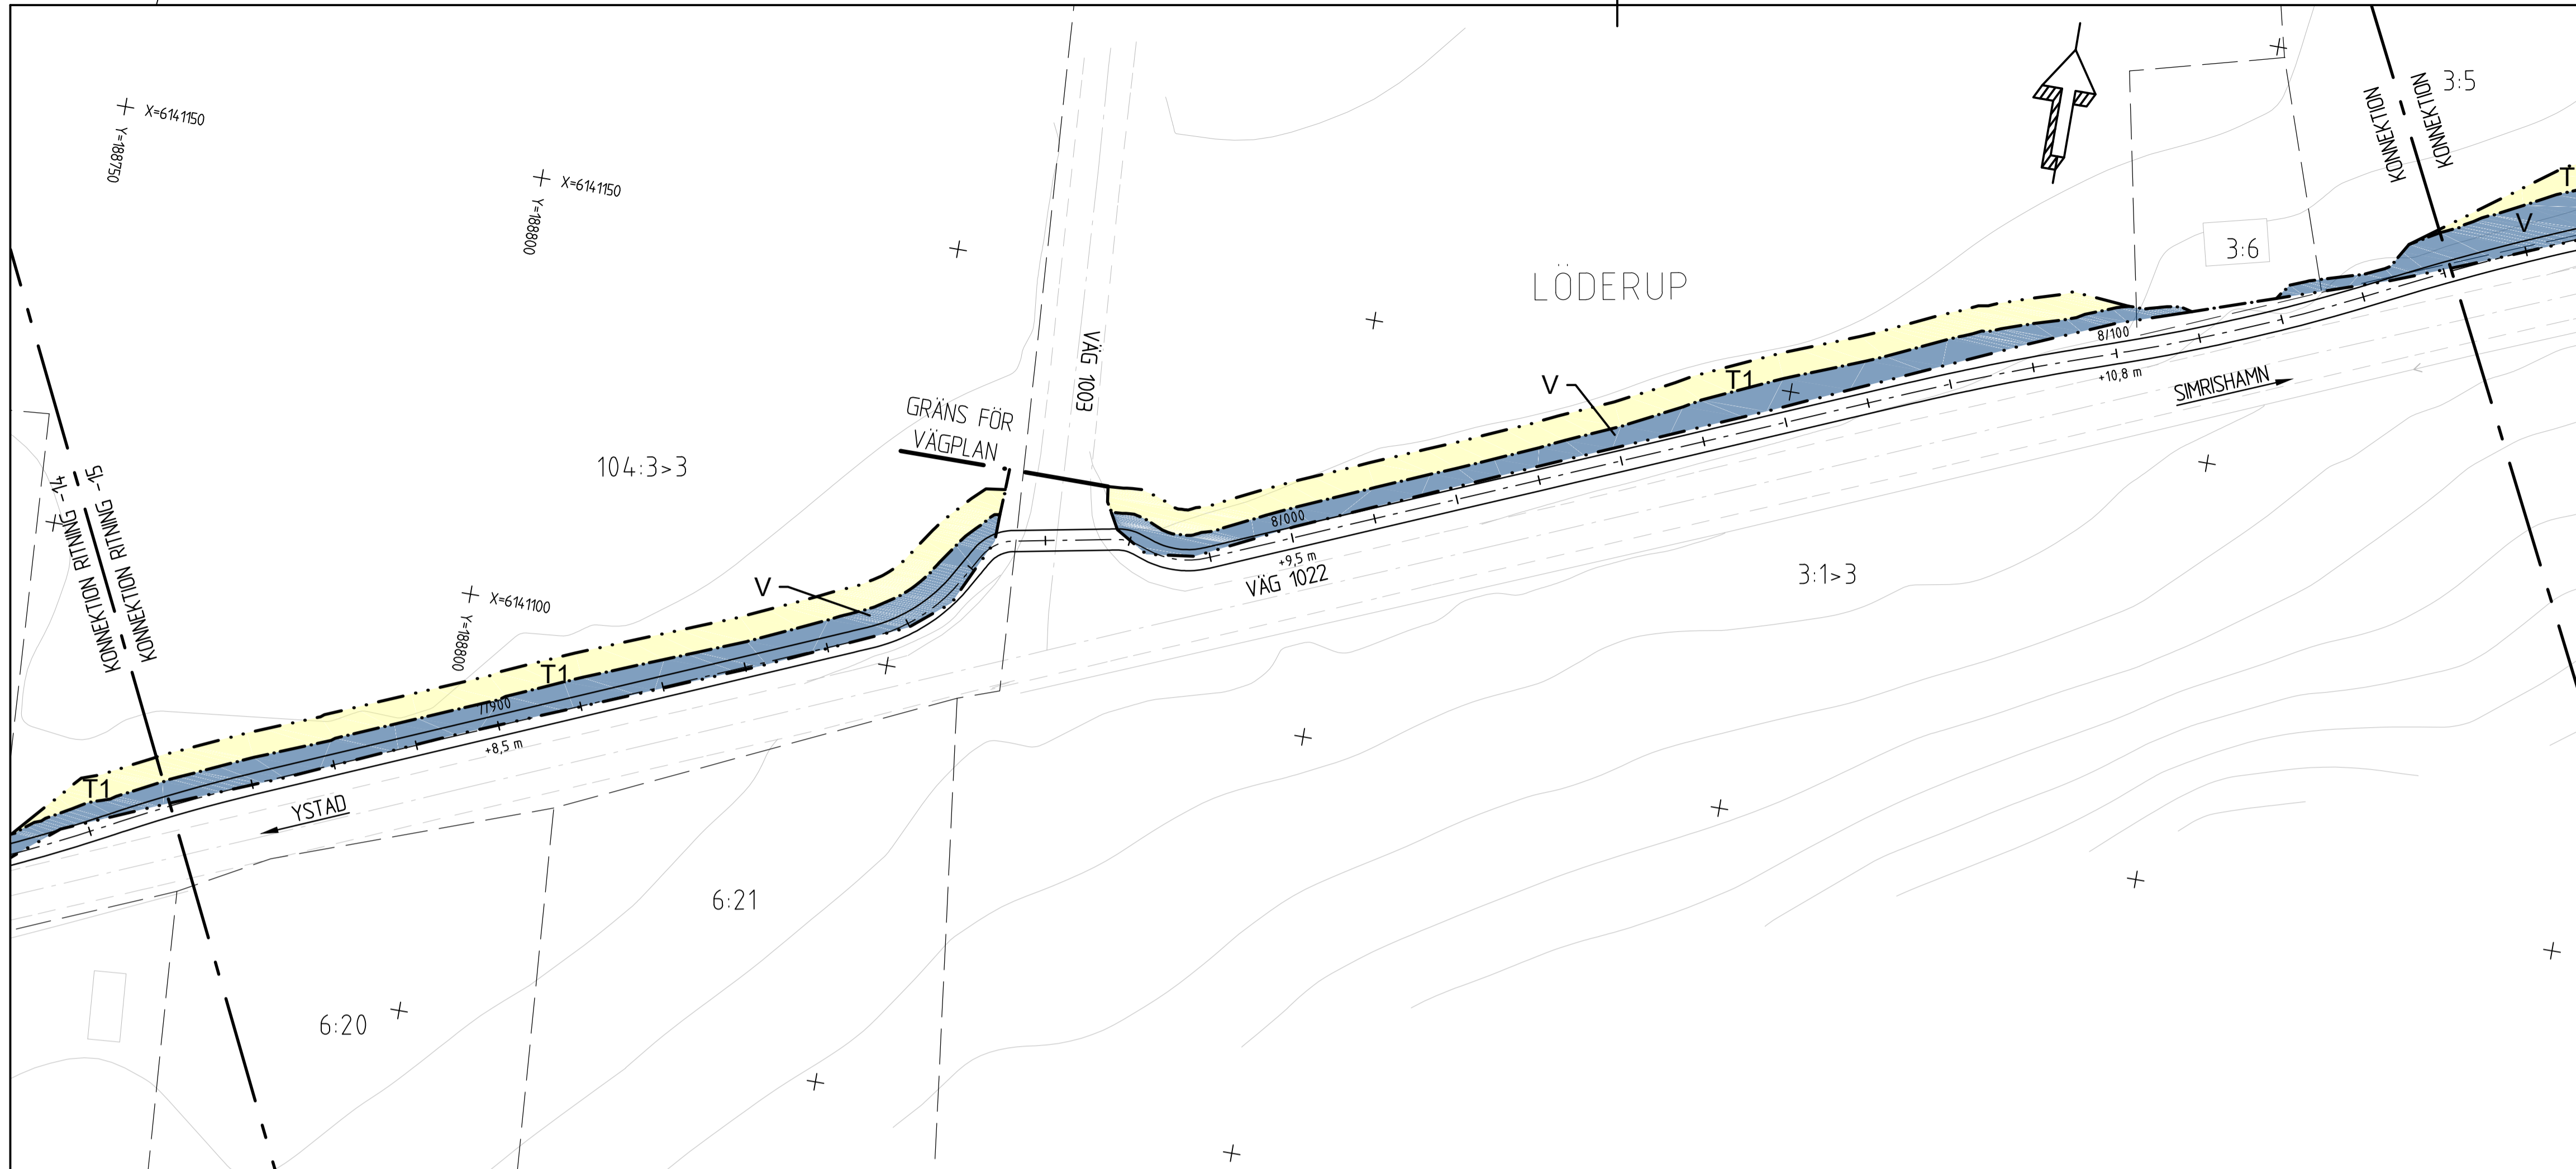 X=6141150
Y=188750
X=6141150
Y=188800
KONNEKTION
KONNEKTION
3:5
T
V
3:6
LÖDERUP
VÄG 1003
8/100
+10,8 m
SIMRISHAMN
V
T1
GRÄNS FÖR
VÄGPLAN
104:3>3
KONNEKTION RITNING -14
KONNEKTION RITNING -15
8/000
+9,5 m
VÄG 1022
3:1>3
X=6141100
Y=188800
V
T1
7/900
+8,5 m
T1
YSTAD
6:21
6:20